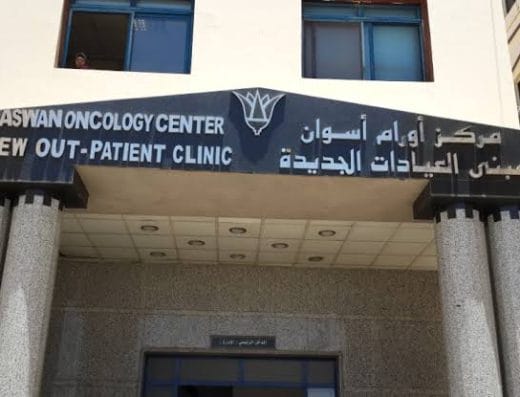 ASWAN ONCOLOGY CENTER
EW OUT-PATIENT CLINIC
مركز أورام أسوان
مبنى العيادات الجديدة